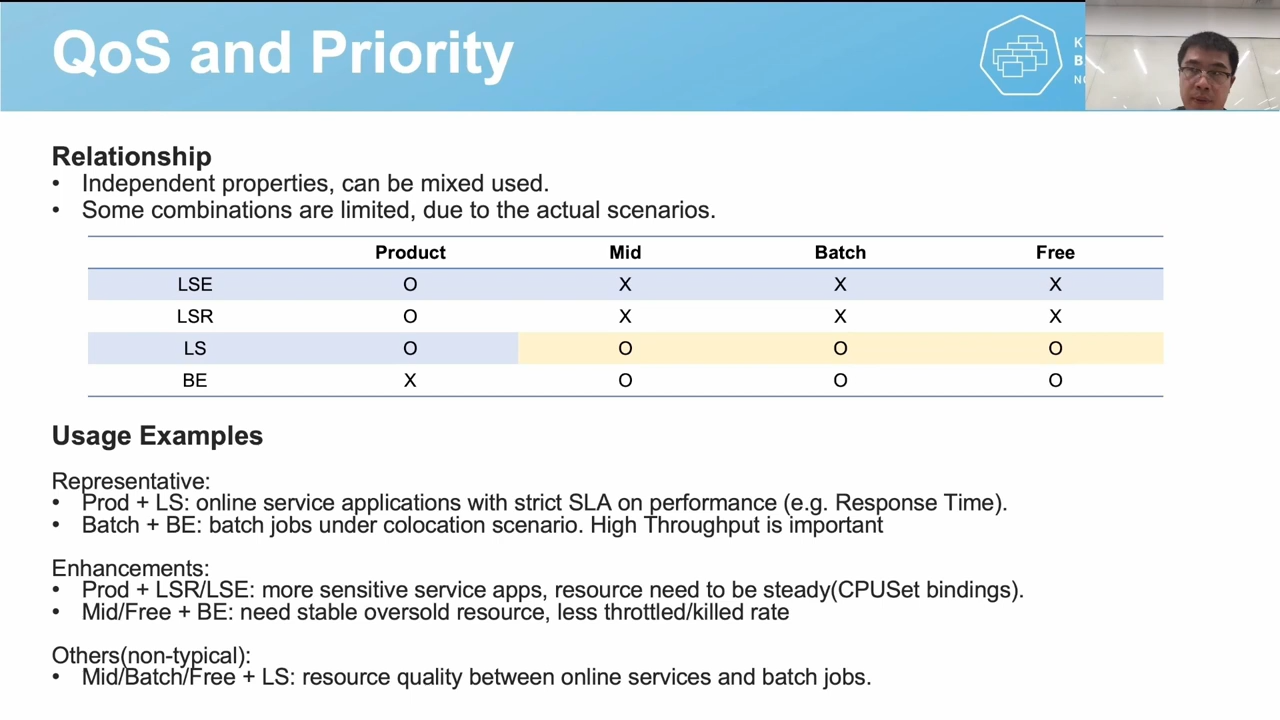 QoS and Priority
K
B
Relationship
• Independent properties, can be mixed used.
• Some combinations are limited, due to the actual scenarios.
Product Mid Batch Free
LSE O X X X
LSR O X X X
LS O O O O
BE X O O O
Usage Examples
Representative:
• Prod + LS: online service applications with strict SLA on performance (e.g. Response Time).
• Batch + BE: batch jobs under colocation scenario. High Throughput is important
Enhancements:
• Prod + LSR/LSE: more sensitive service apps, resource need to be steady(CPUSet bindings).
• Mid/Free + BE: need stable oversold resource, less throttled/killed rate
Others(non-typical):
• Mid/Batch/Free + LS: resource quality between online services and batch jobs.